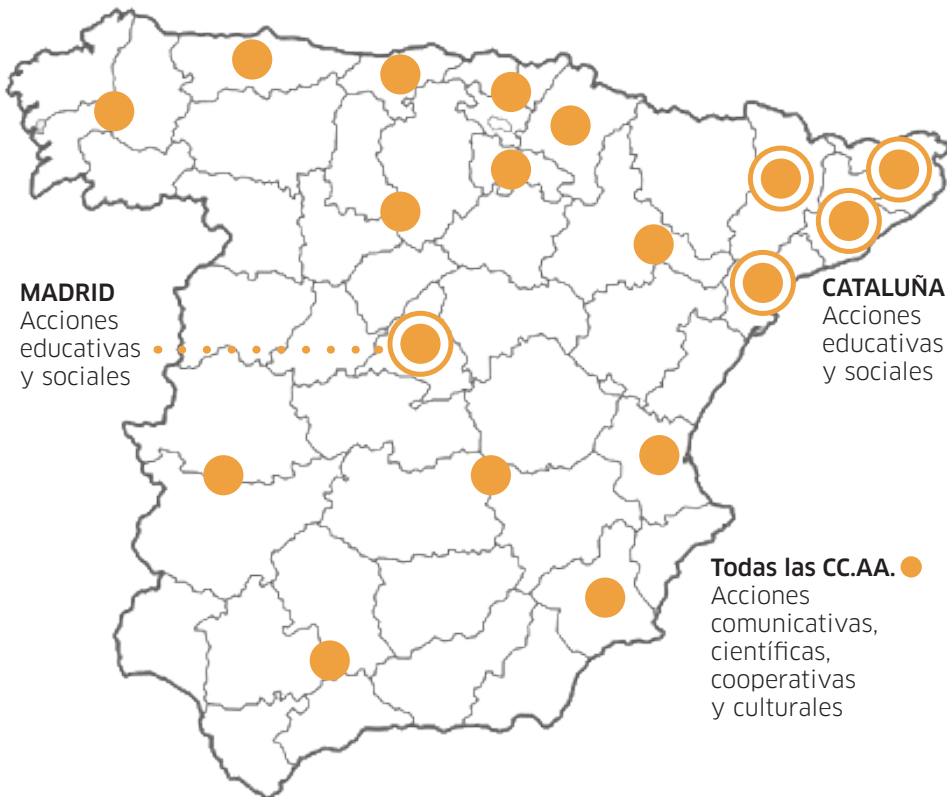 MADRID
Acciones
educativas
y sociales
CATALUÑA
Acciones
educativas
y sociales
Todas las CC.AA.
Acciones
comunicativas,
científicas,
cooperativas
y culturales